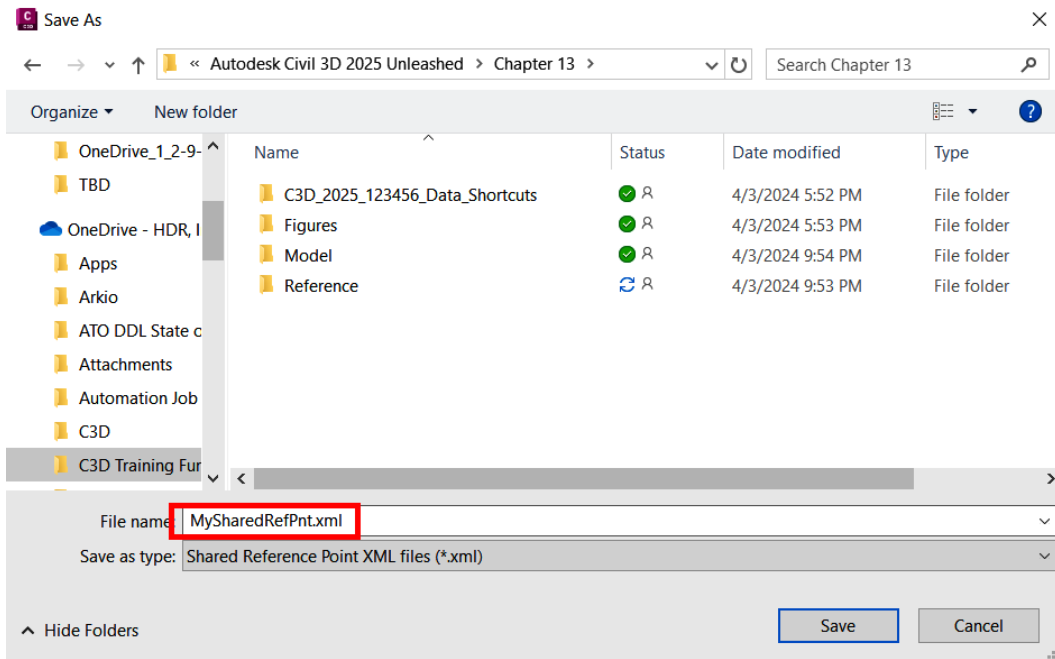 C
C3D
Save As
« Autodesk Civil 3D 2025 Unleashed > Chapter 13 >
Search Chapter 13
Organize
New folder
?
OneDrive_1_2-9-
TBD
OneDrive - HDR, I
Apps
Arkio
ATO DDL State o
Attachments
Automation Job
C3D
C3D Training Fur
Name Status Date modified Type
C3D_2025_123456_Data_Shortcuts 4/3/2024 5:52 PM File folder
Figures 4/3/2024 5:53 PM File folder
Model 4/3/2024 9:54 PM File folder
Reference 4/3/2024 9:53 PM File folder
File name: MySharedRefPnt.xml
Save as type: Shared Reference Point XML files (*.xml)
Hide Folders
Save
Cancel